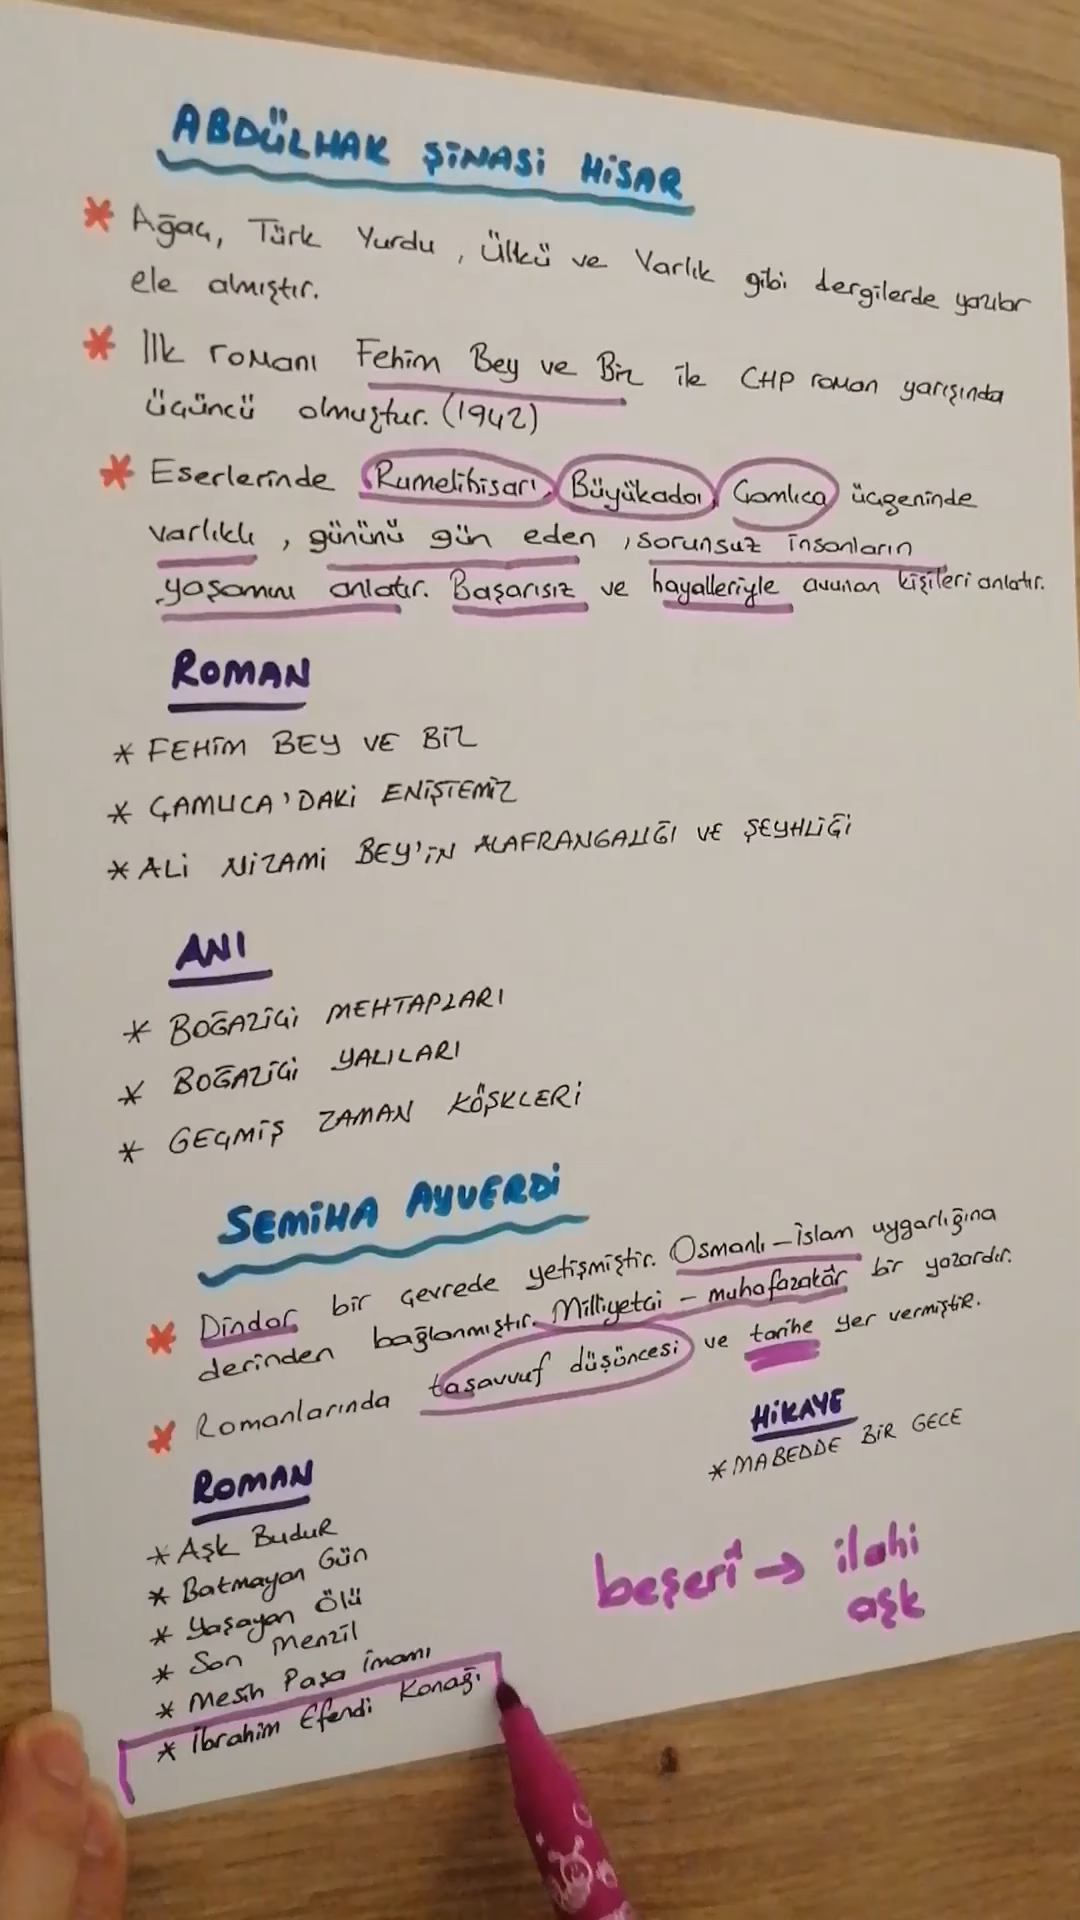 ABDÜLHAK ŞİNASİ HİSAR
* Ağaç, Türk Yurdu, Ülkü ve Varlık gibi dergilerde yazılar
ele almıştır.
* İlk romanı Fehim Bey ve Biz ile CHP roman yarışında
üçüncü olmuştur. (1942)
* Eserlerinde Rumelihisarı, Büyükada, Çamlıca üçgeninde
varlıklı, gününü gün eden, sorunsuz insanların
yaşamını anlatır. Başarısız ve hayalleriyle avunan kişileri anlatır.
ROMAN
* FEHİM BEY VE BİZ
* ÇAMLICA'DAKİ ENİŞTEMİZ
* ALİ NİZAMİ BEY'İN ALAFRANGALIĞI VE ŞEYHLİĞİ
ANI
* BOĞAZİÇİ MEHTAPLARI
* BOĞAZİÇİ YALILARI
* GEÇMİŞ ZAMAN KÖŞKLERİ
SEMİHA AYVERDİ
* Dindar bir çevrede yetişmiştir. Osmanlı-İslam uygarlığına
derinden bağlanmıştır. Milliyetçi-muhafazakâr bir yazardır.
* Romanlarında tasavvuf düşüncesi ve tarihe yer vermiştir.
ROMAN
* Aşk Budur
* Batmayan Gün
* Yaşayan Ölü
* Son Menzil
* Mesih Paşa İmamı
* İbrahim Efendi Konağı
HİKAYE
* MABEDDE BİR GECE
beşerî → ilahi
aşk